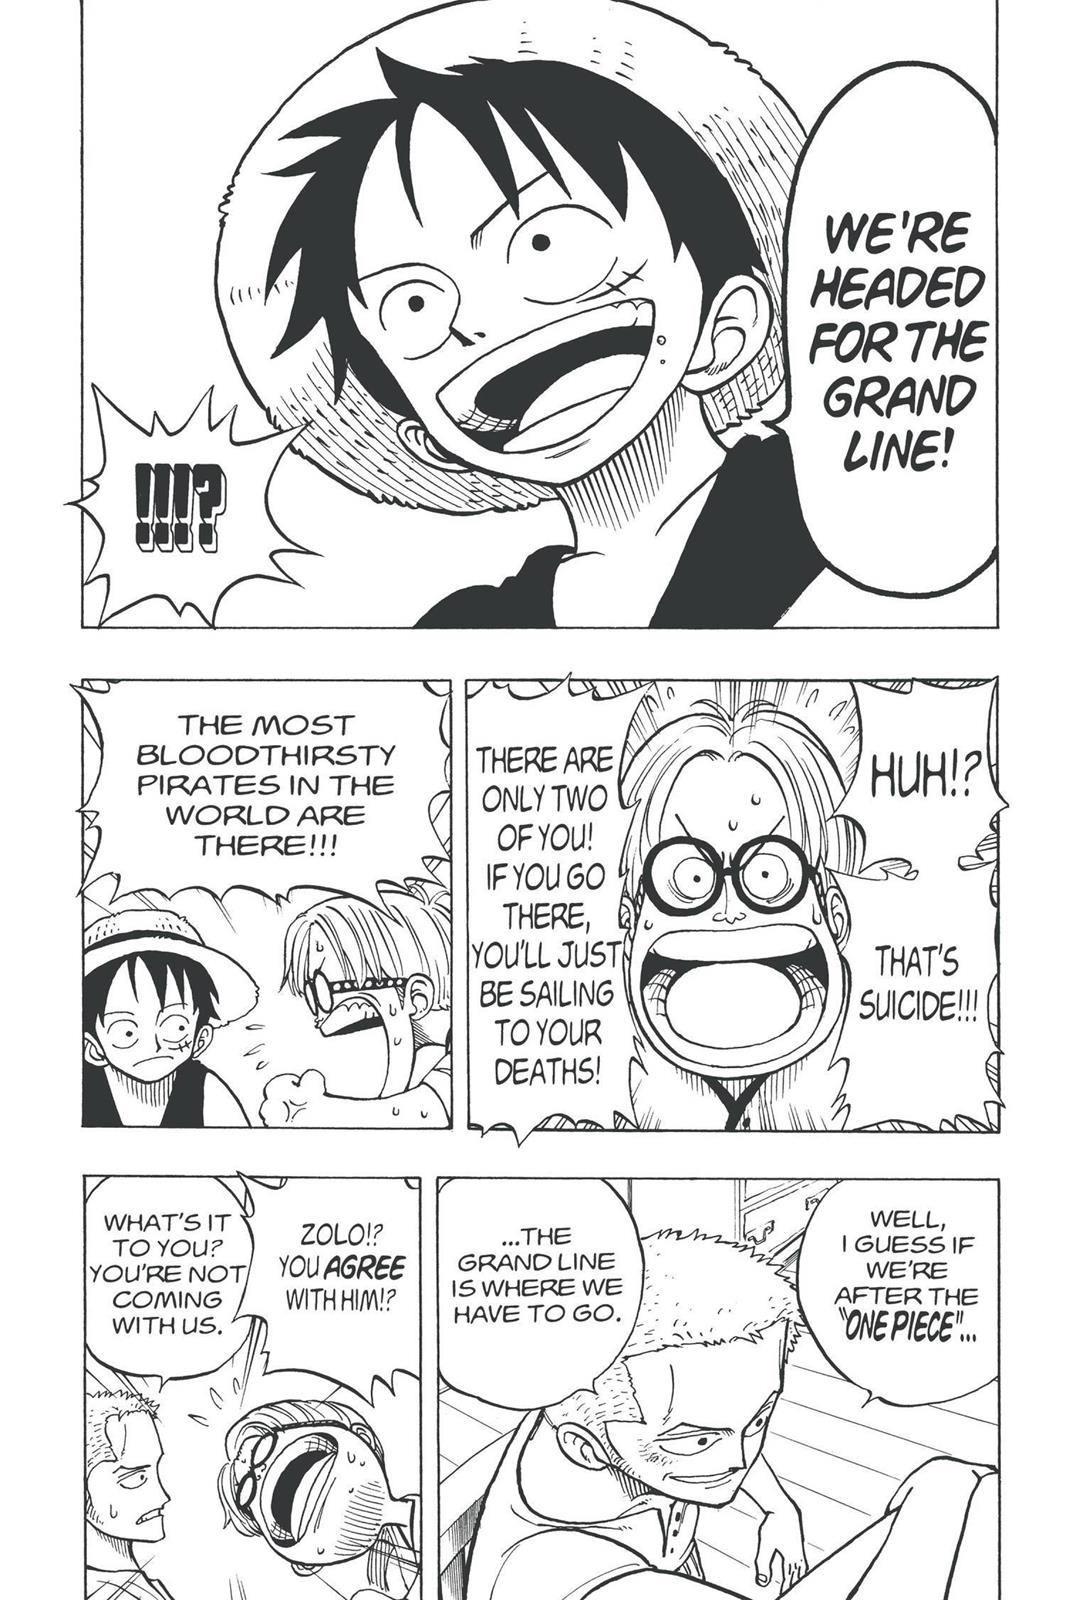 WE'RE
HEADED
FOR THE
GRAND
LINE!
!!!?
HUH!?
THAT'S
SUICIDE!!!
THERE ARE
ONLY TWO
OF YOU!
IF YOU GO
THERE,
YOU'LL JUST
BE SAILING
TO YOUR
DEATHS!
THE MOST
BLOODTHIRSTY
PIRATES IN THE
WORLD ARE
THERE!!!
WELL,
I GUESS IF
WE'RE
AFTER THE
"ONE PIECE"...
...THE
GRAND LINE
IS WHERE WE
HAVE TO GO.
ZOLO!?
YOU AGREE
WITH HIM!?
WHAT'S IT
TO YOU?
YOU'RE NOT
COMING
WITH US.